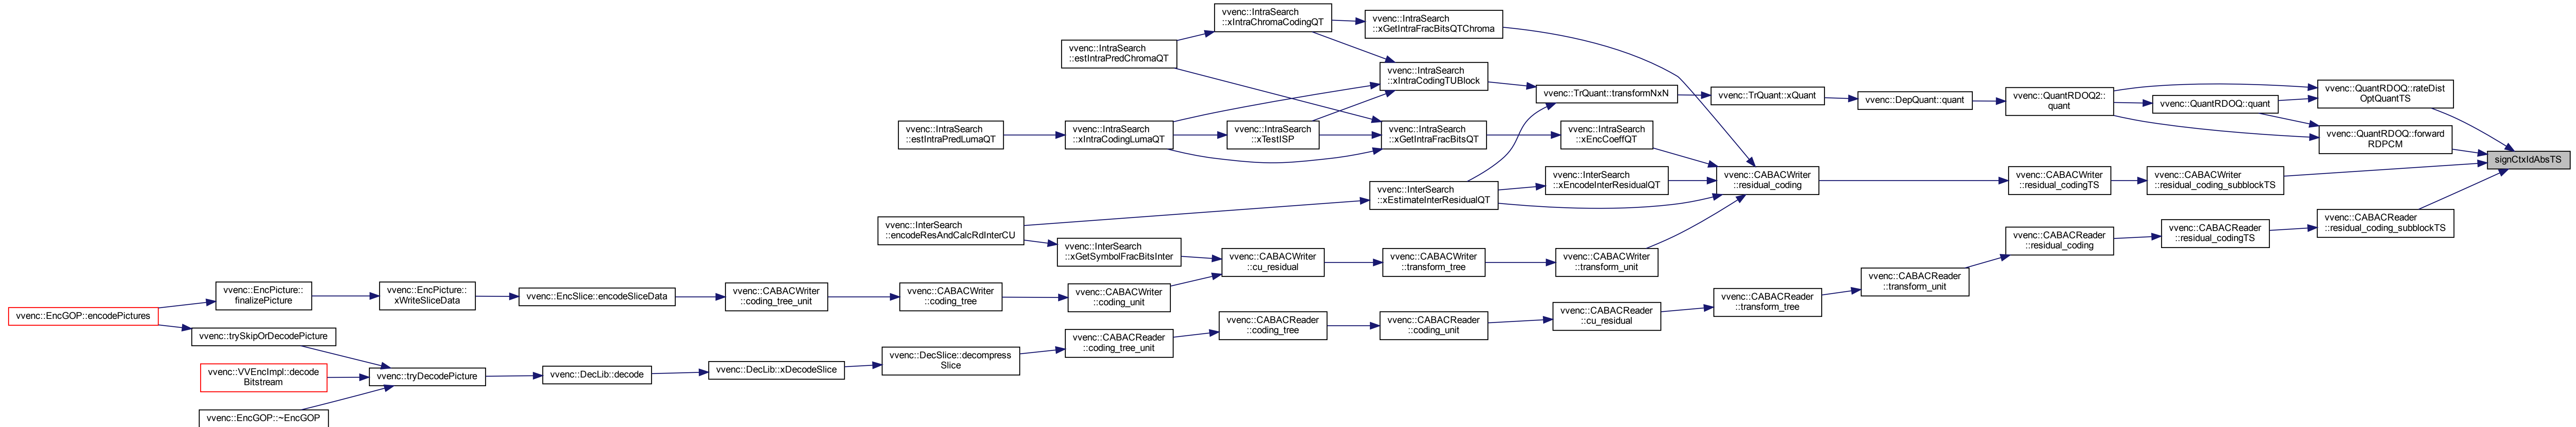 vvenc::IntraSearch
::xIntraChromaCodingQT
vvenc::IntraSearch
::xGetIntraFracBitsQTChroma
vvenc::IntraSearch
::estIntraPredChromaQT
vvenc::IntraSearch
::xIntraCodingTUBlock
vvenc::TrQuant::transformNxN
vvenc::TrQuant::xQuant
vvenc::DepQuant::quant
vvenc::QuantRDOQ2::
quant
vvenc::QuantRDOQ::quant
vvenc::QuantRDOQ::rateDist
OptQuantTS
vvenc::IntraSearch
::estIntraPredLumaQT
vvenc::IntraSearch
::xIntraCodingLumaQT
vvenc::IntraSearch
::xTestISP
vvenc::IntraSearch
::xGetIntraFracBitsQT
vvenc::IntraSearch
::xEncCoeffQT
vvenc::QuantRDOQ::forward
RDPCM
signCtxIdAbsTS
vvenc::InterSearch
::xEstimateInterResidualQT
vvenc::InterSearch
::xEncodeInterResidualQT
vvenc::CABACWriter
::residual_coding
vvenc::CABACWriter
::residual_codingTS
vvenc::CABACWriter
::residual_coding_subblockTS
vvenc::InterSearch
::encodeResAndCalcRdInterCU
vvenc::InterSearch
::xGetSymbolFracBitsInter
vvenc::CABACWriter
::cu_residual
vvenc::CABACWriter
::transform_tree
vvenc::CABACWriter
::transform_unit
vvenc::CABACReader
::residual_coding
vvenc::CABACReader
::residual_codingTS
vvenc::CABACReader
::residual_coding_subblockTS
vvenc::EncGOP::encodePictures
vvenc::EncPicture::
finalizePicture
vvenc::EncPicture::
xWriteSliceData
vvenc::EncSlice::encodeSliceData
vvenc::CABACWriter
::coding_tree_unit
vvenc::CABACWriter
::coding_tree
vvenc::CABACWriter
::coding_unit
vvenc::CABACReader
::transform_unit
vvenc::trySkipOrDecodePicture
vvenc::CABACReader
::coding_tree_unit
vvenc::CABACReader
::coding_tree
vvenc::CABACReader
::coding_unit
vvenc::CABACReader
::cu_residual
vvenc::CABACReader
::transform_tree
vvenc::VVEncImpl::decode
Bitstream
vvenc::tryDecodePicture
vvenc::DecLib::decode
vvenc::DecLib::xDecodeSlice
vvenc::DecSlice::decompress
Slice
vvenc::EncGOP::~EncGOP